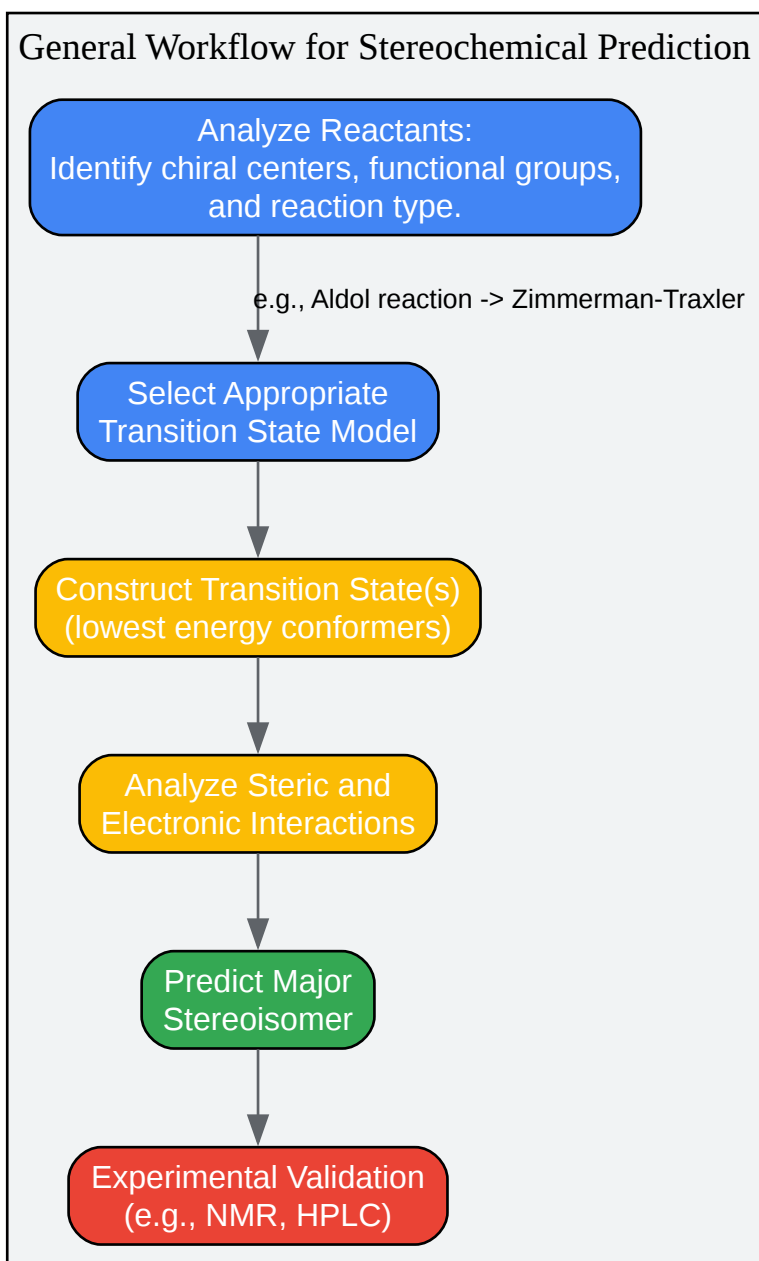 General Workflow for Stereochemical Prediction
Analyze Reactants:
Identify chiral centers, functional groups,
and reaction type.
e.g., Aldol reaction -> Zimmerman-Traxler
Select Appropriate
Transition State Model
Construct Transition State(s)
(lowest energy conformers)
Analyze Steric and
Electronic Interactions
Predict Major
Stereoisomer
Experimental Validation
(e.g., NMR, HPLC)